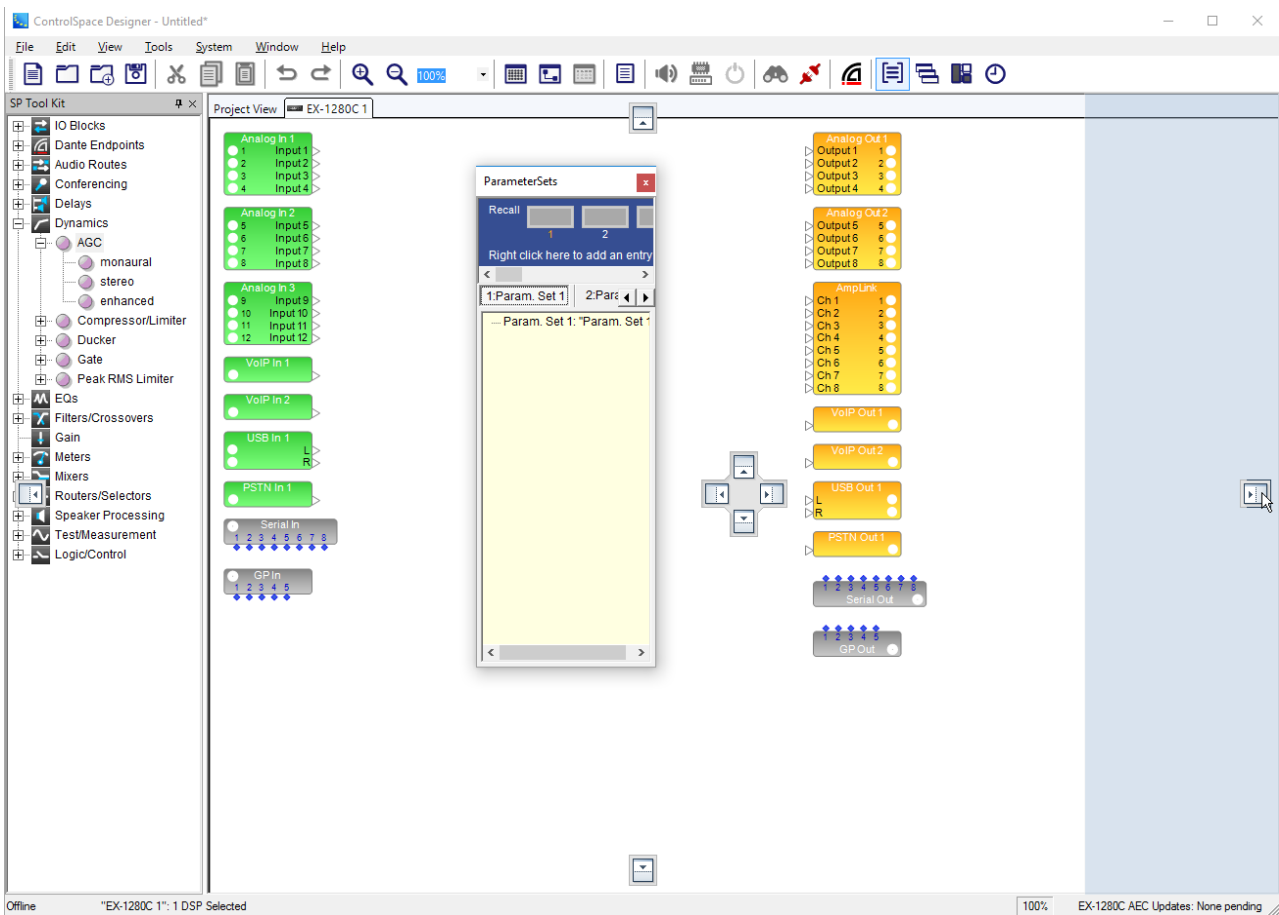 ControlSpace Designer - Untitled*
File Edit View Tools System Window Help
100%
SP Tool Kit
IO Blocks
Dante Endpoints
Audio Routes
Conferencing
Delays
Dynamics
AGC
monaural
stereo
enhanced
Compressor/Limiter
Ducker
Gate
Peak RMS Limiter
EQs
Filters/Crossovers
Gain
Meters
Mixers
Routers/Selectors
Speaker Processing
Test/Measurement
Logic/Control
Project View EX-1280C 1
Analog In 1
1 Input 1
2 Input 2
3 Input 3
4 Input 4
Analog In 2
5 Input 5
6 Input 6
7 Input 7
8 Input 8
Analog In 3
9 Input 9
10 Input 10
11 Input 11
12 Input 12
VoIP In 1
VoIP In 2
USB In 1
L
R
PSTN In 1
Serial In
1 2 3 4 5 6 7 8
GP In
1 2 3 4 5
ParameterSets x
Recall
1 2
Right click here to add an entry
1:Param. Set 1 2:Para
Param. Set 1: "Param. Set 1
Analog Out 1
Output 1 1
Output 2 2
Output 3 3
Output 4 4
Analog Out 2
Output 5 5
Output 6 6
Output 7 7
Output 8 8
AmpLink
Ch 1 1
Ch 2 2
Ch 3 3
Ch 4 4
Ch 5 5
Ch 6 6
Ch 7 7
Ch 8 8
VoIP Out 1
VoIP Out 2
USB Out 1
L
R
PSTN Out 1
1 2 3 4 5 6 7 8
Serial Out
1 2 3 4 5
GP Out
Offline "EX-1280C 1": 1 DSP Selected 100% EX-1280C AEC Updates: None pending